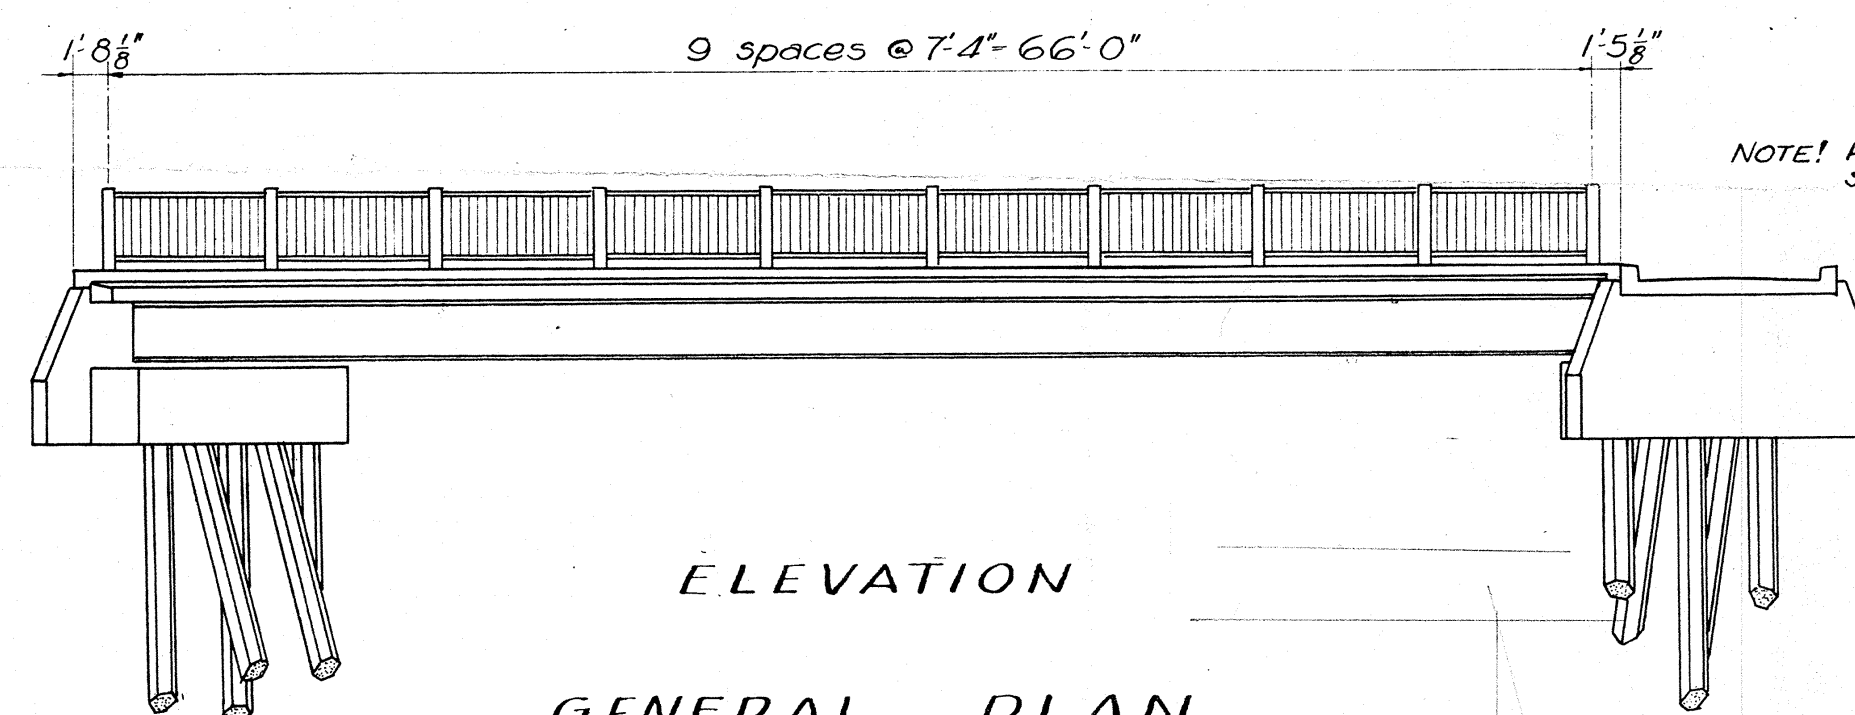 1'-8 1/8"
9 spaces @ 7'-4"= 66'-0"
1'-5 1/8"
NOTE!
ELEVATION
GENERAL PLAN